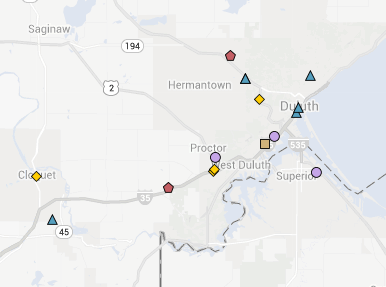 Saginaw
194
2
Hermantown
Duluth
Proctor
535
West Duluth
Cloquet
Superior
35
45